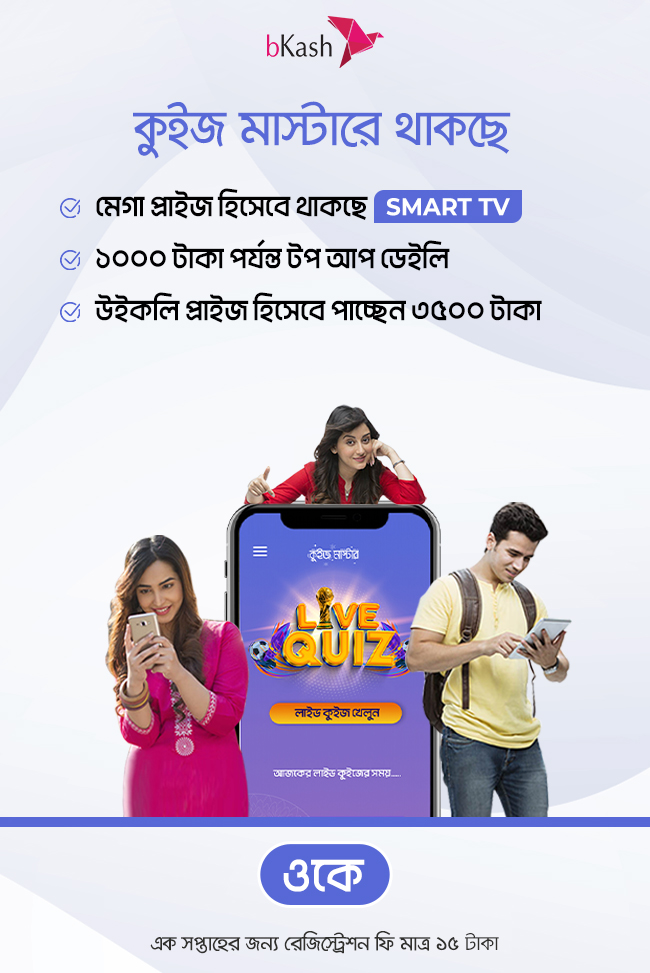 bKash
কুইজ মাস্টারে থাকছে
মেগা প্রাইজ হিসেবে থাকছে SMART TV
১০০০ টাকা পর্যন্ত টপ আপ ডেইলি
উইকলি প্রাইজ হিসেবে পাচ্ছেন ৩৫০০ টাকা
কুইজ মাস্টার
LIVE
QUIZ
লাইভ কুইজ খেলুন
আজকের লাইভ কুইজের সময়.....
ওকে
এক সপ্তাহের জন্য রেজিস্ট্রেশন ফি মাত্র ১৫ টাকা